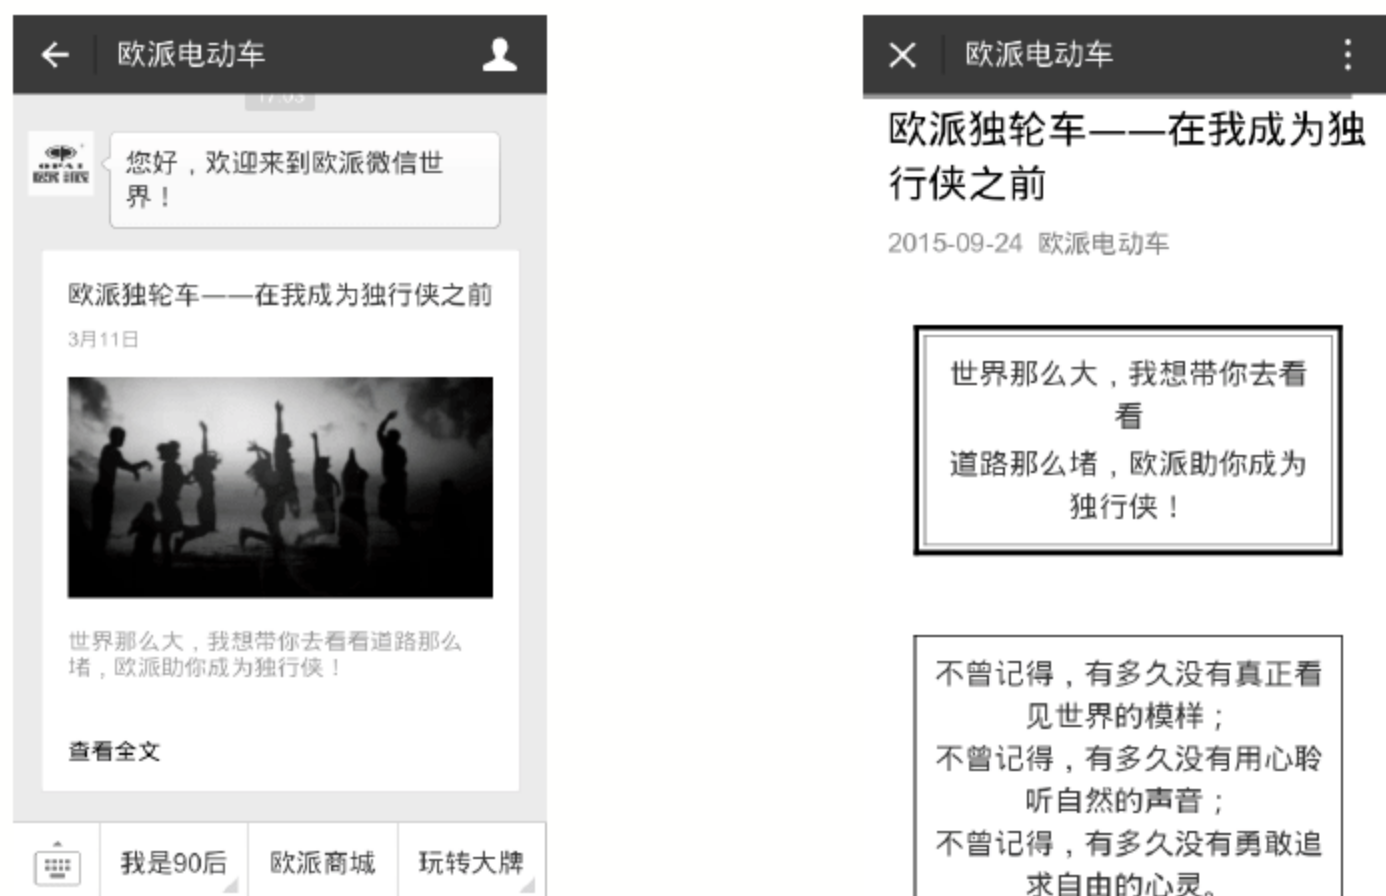 欧派电动车
17:03
您好，欢迎来到欧派微信世
界！
OPAI
欧派独轮车——在我成为独行侠之前
3月11日
世界那么大，我想带你去看看道路那么
堵，欧派助你成为独行侠！
查看全文
我是90后
欧派商城
玩转大牌
欧派电动车
欧派独轮车——在我成为独
行侠之前
2015-09-24 欧派电动车
世界那么大，我想带你去看
看
道路那么堵，欧派助你成为
独行侠！
不曾记得，有多久没有真正看
见世界的模样；
不曾记得，有多久没有用心聆
听自然的声音；
不曾记得，有多久没有勇敢追
求自由的心灵。